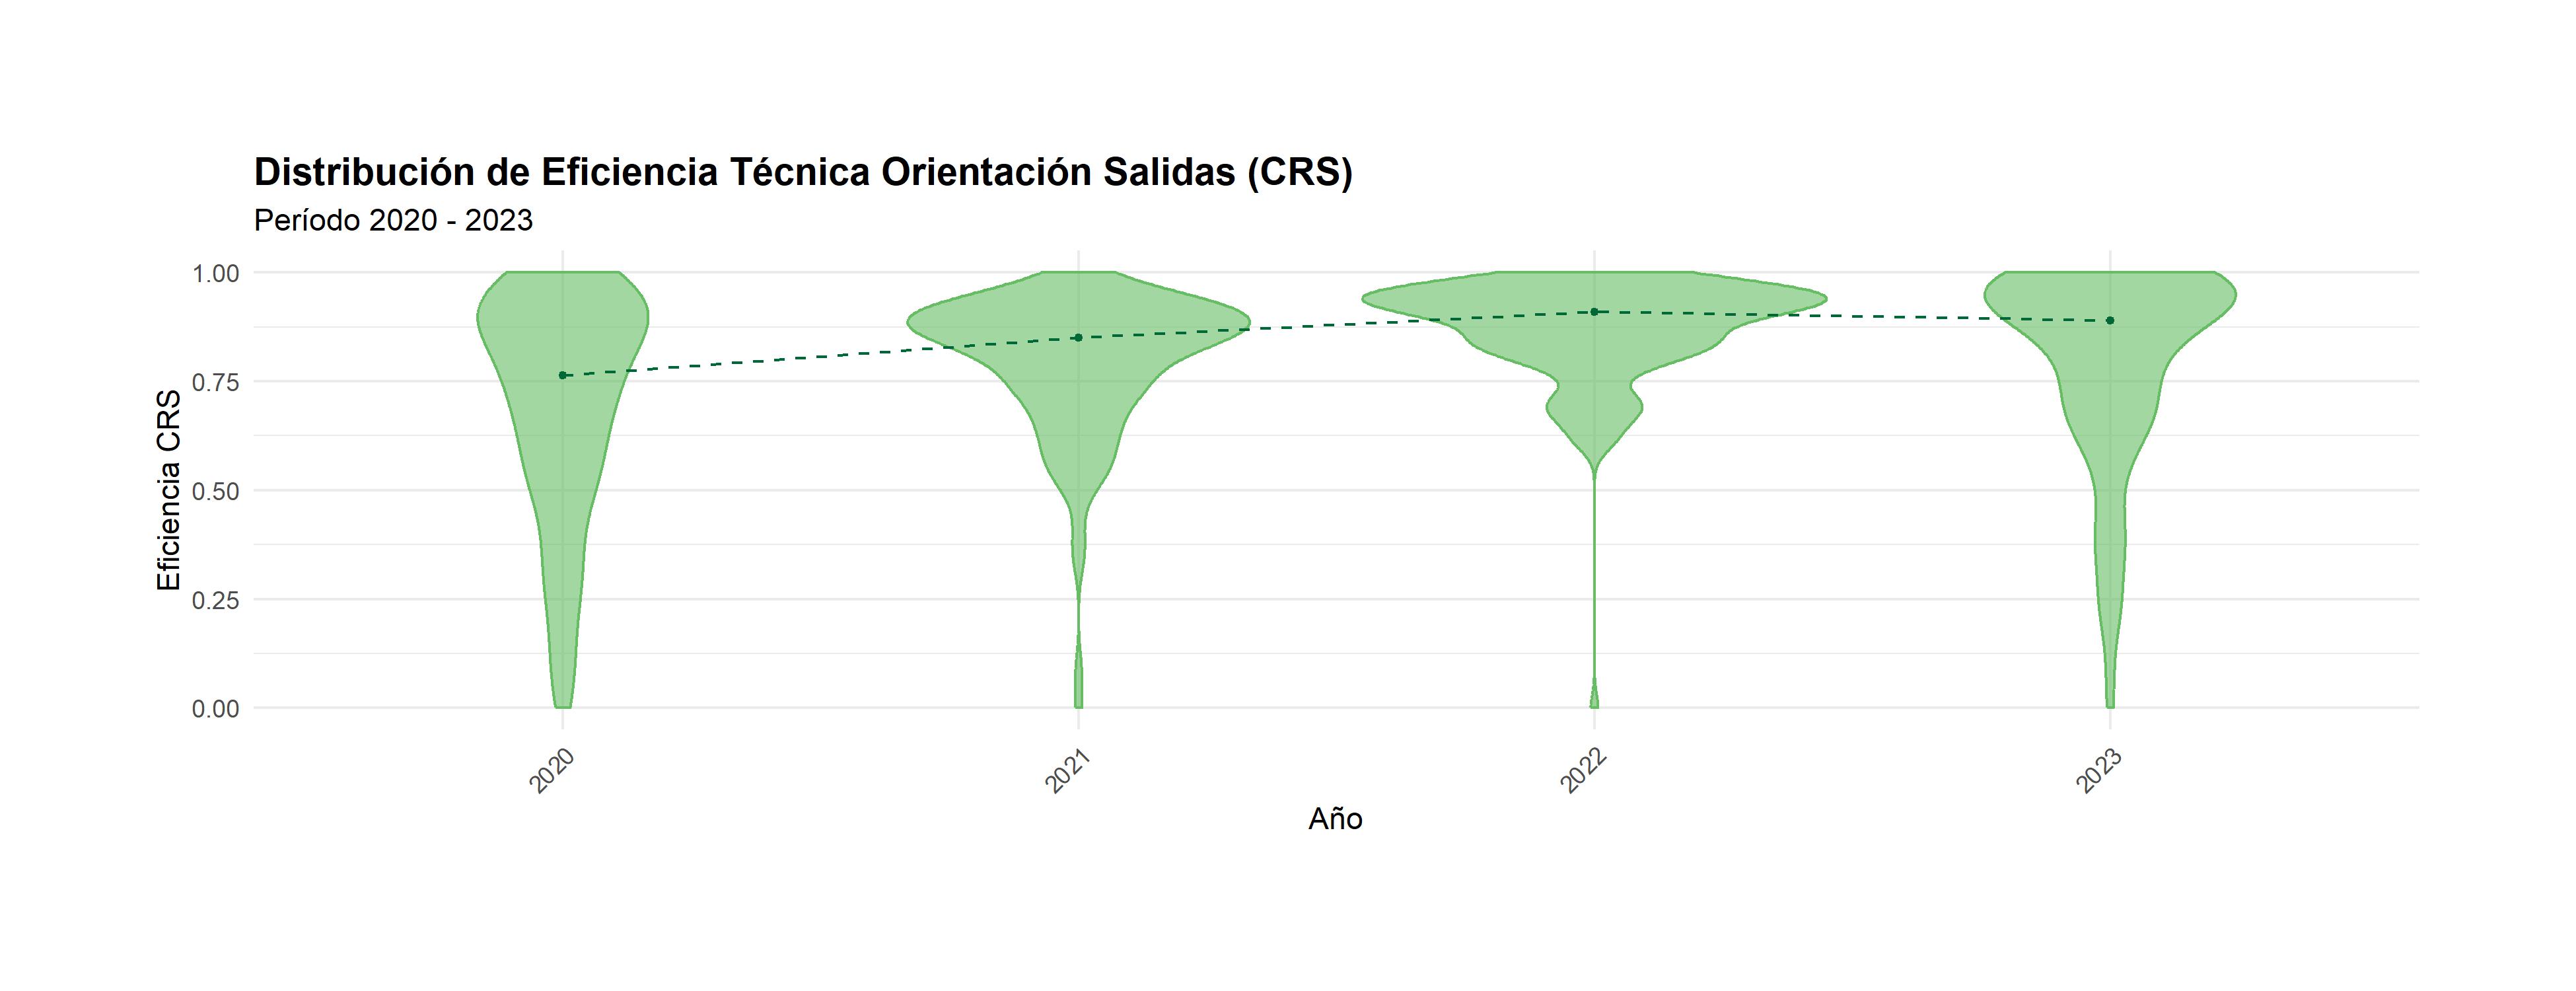 Distribución de Eficiencia Técnica Orientación Salidas (CRS)
Período 2020 - 2023
Eficiencia CRS
1.00
0.75
0.50
0.25
0.00
2020
2021
2022
2023
Año